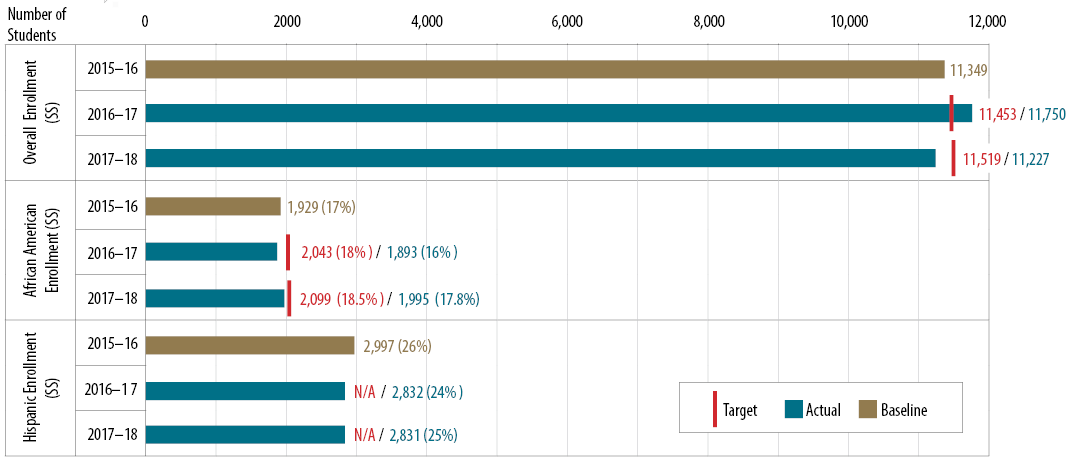 Number of
Students
0 2000 4,000 6,000 8,000 10,000 12,000
Overall Enrollment
(SS)
2015–16 11,349
2016–17 11,453 / 11,750
2017–18 11,519 / 11,227
African American
Enrollment (SS)
2015–16 1,929 (17%)
2016–17 2,043 (18% ) / 1,893 (16% )
2017–18 2,099 (18.5% ) / 1,995 (17.8%)
Hispanic Enrollment
(SS)
2015–16 2,997 (26%)
2016–1 7 N/A / 2,832 (24% )
2017–18 N/A / 2,831 (25%)
Target Actual Baseline